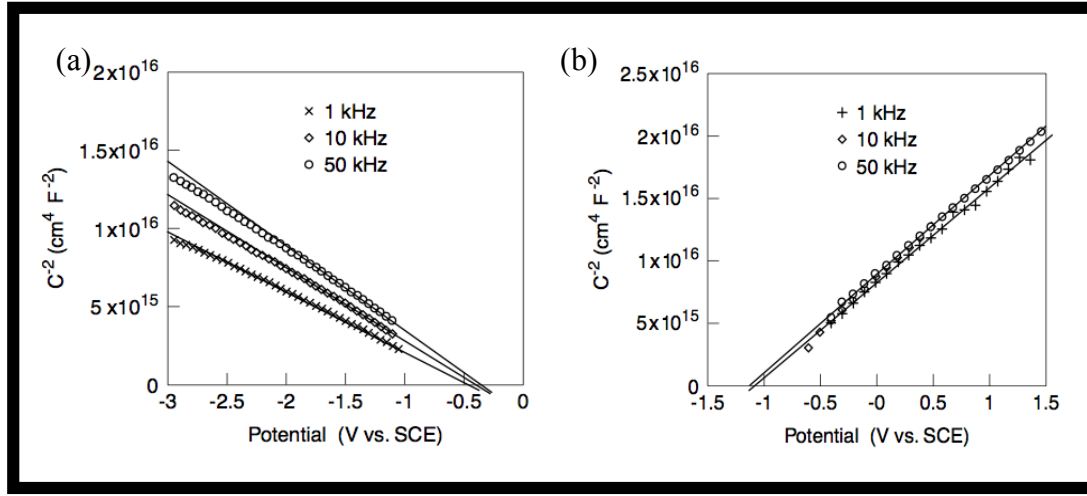 (a)
2x10^16
1.5x10^16
1x10^16
5x10^15
0
C^-2 (cm^4 F^-2)
× 1 kHz
◇ 10 kHz
○ 50 kHz
-3 -2.5 -2 -1.5 -1 -0.5 0
Potential (V vs. SCE)
(b)
2.5x10^16
2x10^16
1.5x10^16
1x10^16
5x10^15
0
C^-2 (cm^4 F^-2)
+ 1 kHz
◇ 10 kHz
○ 50 kHz
-1.5 -1 -0.5 -0 0.5 1 1.5
Potential (V vs. SCE)